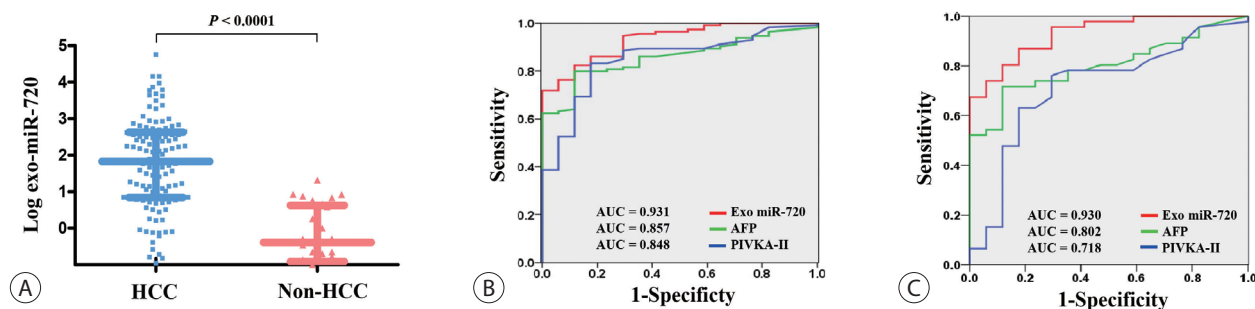 P < 0.0001
Log exo-miR-720
5
4
3
2
1
0
HCC
Non-HCC
A
Sensitivity
1.0
0.8
0.6
0.4
0.2
0.0
AUC = 0.931 Exo miR-720
AUC = 0.857 AFP
AUC = 0.848 PIVKA-II
0.0 0.2 0.4 0.6 0.8 1.0
1-Specificty
B
Sensitivity
1.0
0.8
0.6
0.4
0.2
0.0
AUC = 0.930 Exo miR-720
AUC = 0.802 AFP
AUC = 0.718 PIVKA-II
0.0 0.2 0.4 0.6 0.8 1.0
1-Specificity
C